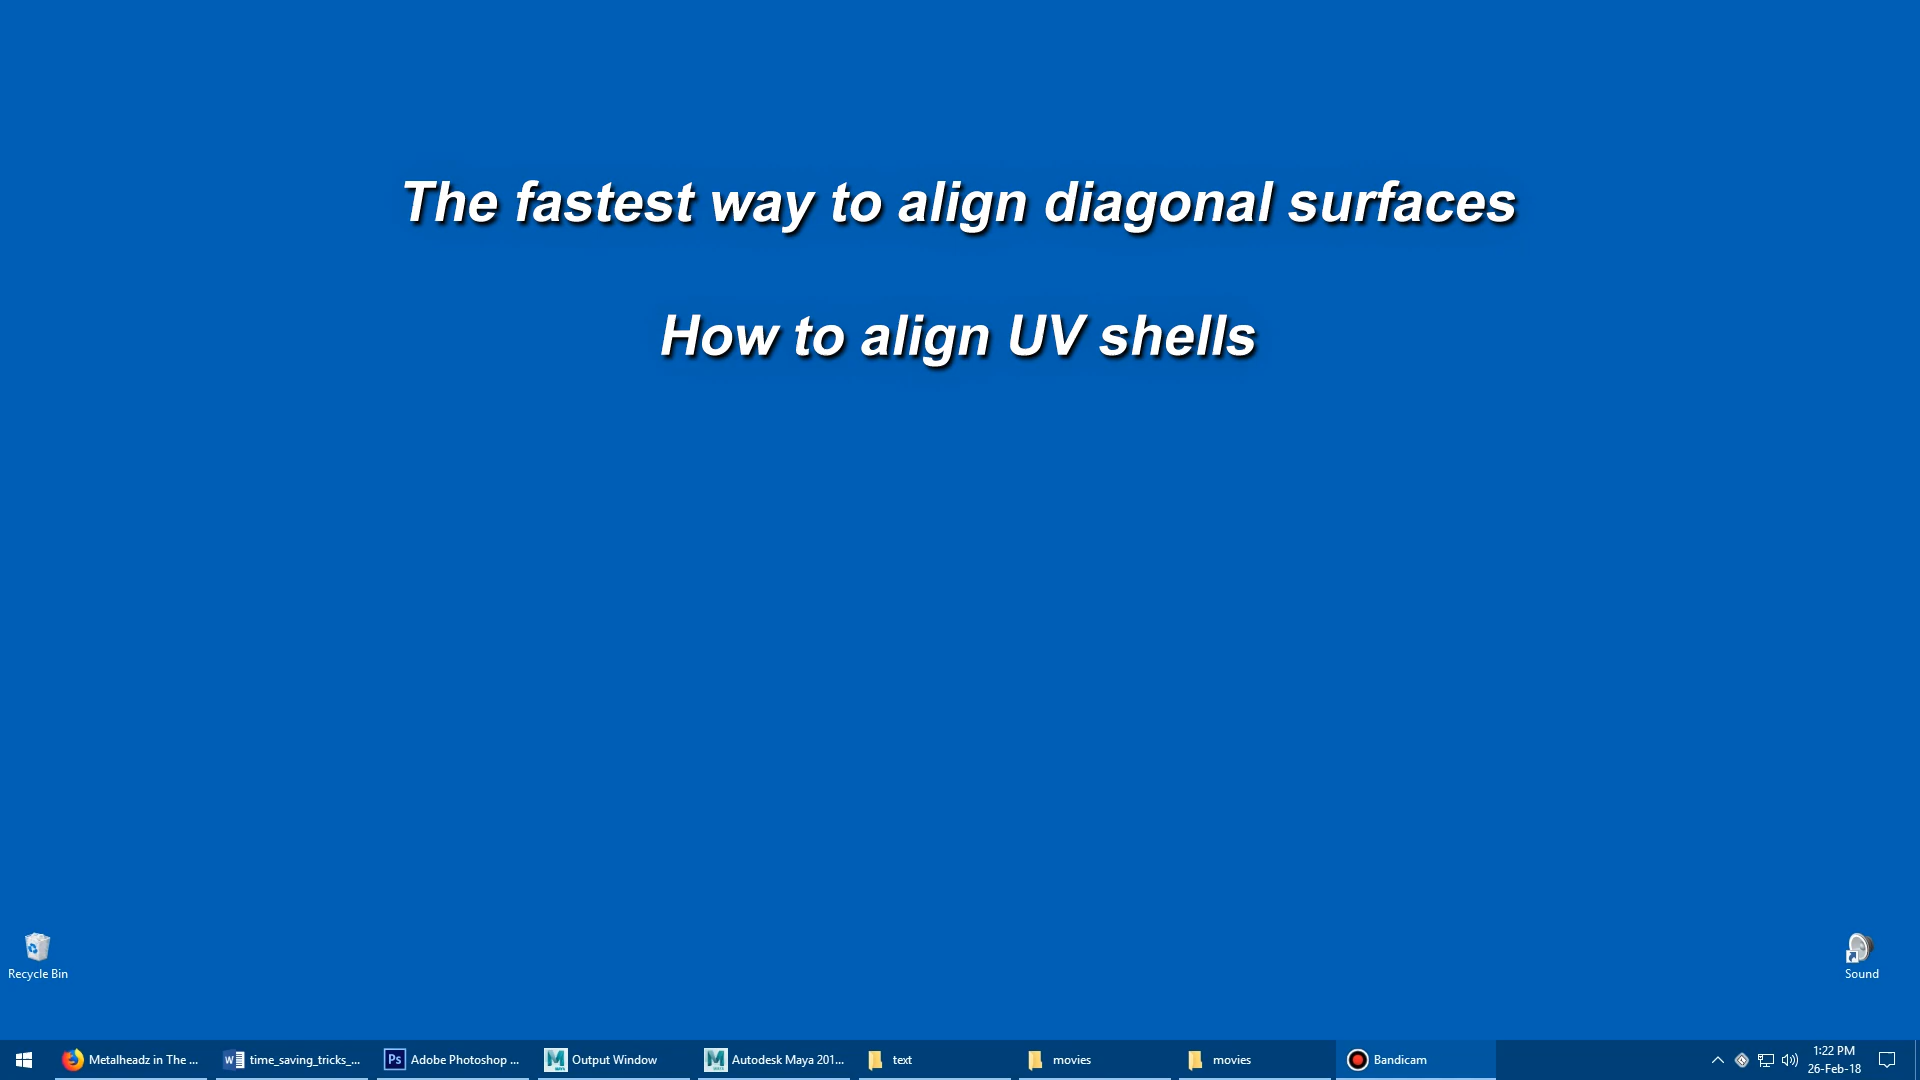 The fastest way to align diagonal surfaces
How to align UV shells
Recycle Bin
Sound
Metalheadz in The ...
time_saving_tricks_...
Ps
Adobe Photoshop ...
Output Window
Autodesk Maya 201...
text
movies
movies
Bandicam
1:22 PM
26-Feb-18